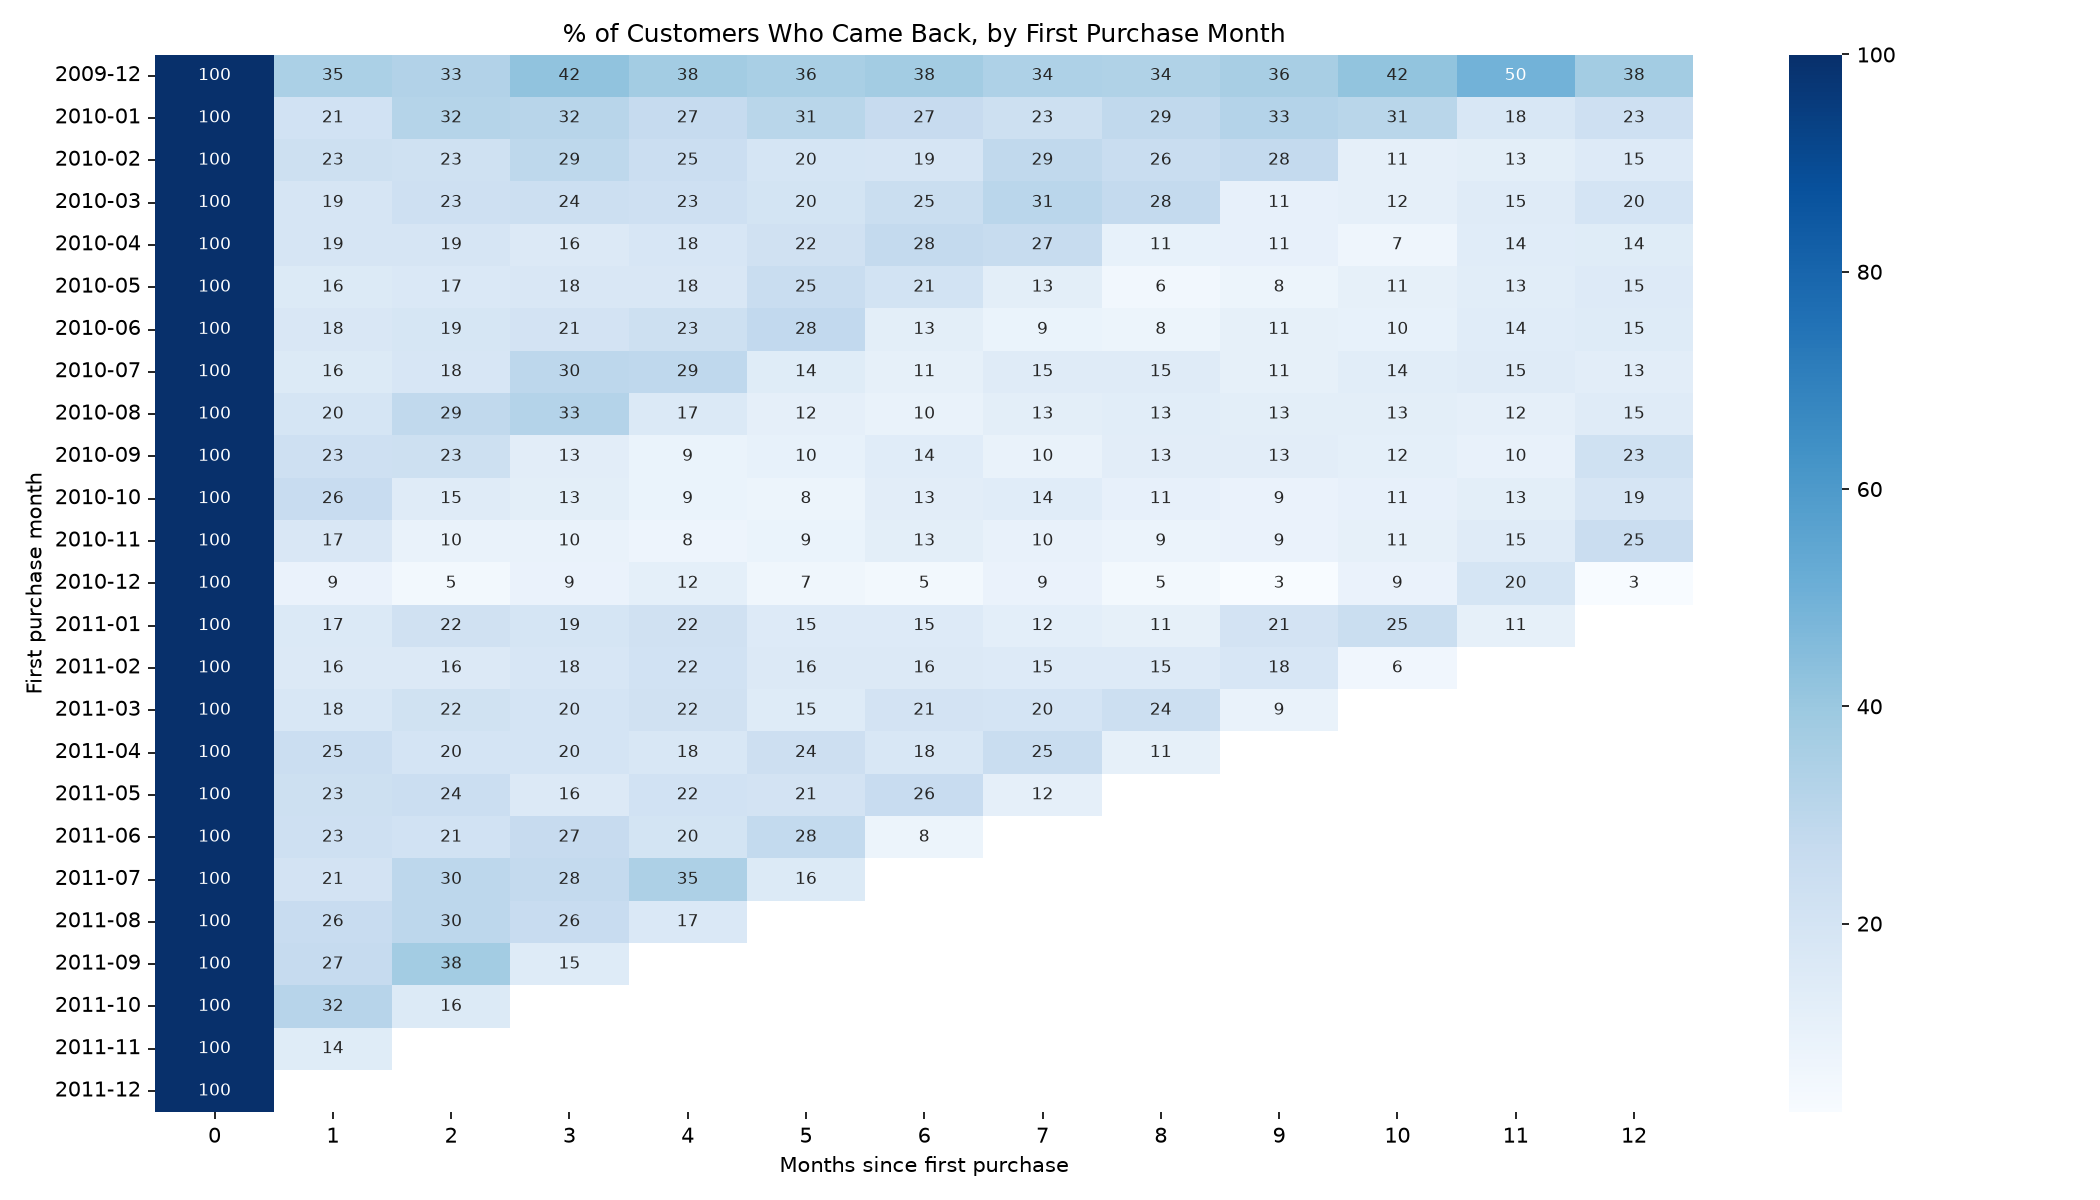 % of Customers Who Came Back, by First Purchase Month
2009-12 100 35 33 42 38 36 38 34 34 36 42 50 38
2010-01 100 21 32 32 27 31 27 23 29 33 31 18 23
2010-02 100 23 23 29 25 20 19 29 26 28 11 13 15
2010-03 100 19 23 24 23 20 25 31 28 11 12 15 20
2010-04 100 19 19 16 18 22 28 27 11 11 7 14 14
2010-05 100 16 17 18 18 25 21 13 6 8 11 13 15
2010-06 100 18 19 21 23 28 13 9 8 11 10 14 15
2010-07 100 16 18 30 29 14 11 15 15 11 14 15 13
2010-08 100 20 29 33 17 12 10 13 13 13 13 12 15
2010-09 100 23 23 13 9 10 14 10 13 13 12 10 23
2010-10 100 26 15 13 9 8 13 14 11 9 11 13 19
2010-11 100 17 10 10 8 9 13 10 9 9 11 15 25
2010-12 100 9 5 9 12 7 5 9 5 3 9 20 3
2011-01 100 17 22 19 22 15 15 12 11 21 25 11
2011-02 100 16 16 18 22 16 16 15 15 18 6
2011-03 100 18 22 20 22 15 21 20 24 9
2011-04 100 25 20 20 18 24 18 25 11
2011-05 100 23 24 16 22 21 26 12
2011-06 100 23 21 27 20 28 8
2011-07 100 21 30 28 35 16
2011-08 100 26 30 26 17
2011-09 100 27 38 15
2011-10 100 32 16
2011-11 100 14
2011-12 100
0 1 2 3 4 5 6 7 8 9 10 11 12
Months since first purchase
First purchase month
100
80
60
40
20